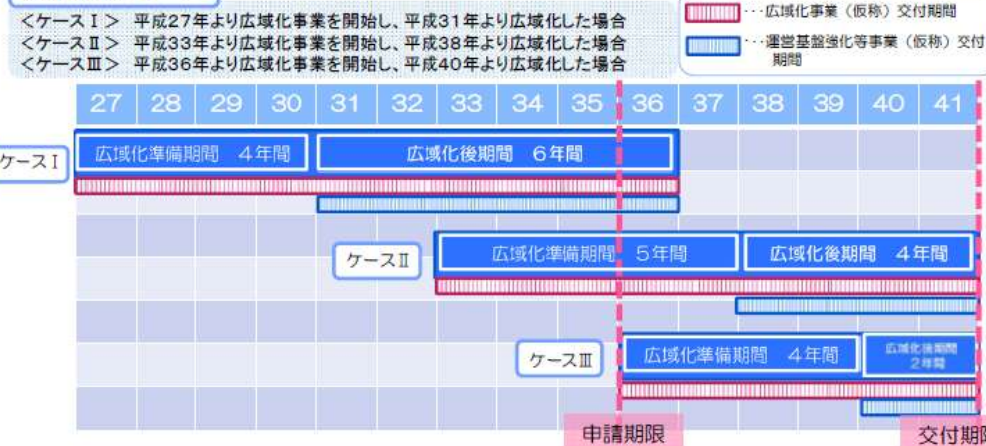 ＜ケースⅠ＞ 平成27年より広域化事業を開始し、平成31年より広域化した場合
＜ケースⅡ＞ 平成33年より広域化事業を開始し、平成38年より広域化した場合
＜ケースⅢ＞ 平成36年より広域化事業を開始し、平成40年より広域化した場合
･･･広域化事業（仮称）交付期間
･･･運営基盤強化等事業（仮称）交付
期間
27 28 29 30 31 32 33 34 35 36 37 38 39 40 41
ケースⅠ
広域化準備期間 4年間
広域化後期間 6年間
ケースⅡ
広域化準備期間 5年間
広域化後期間 4年間
ケースⅢ
広域化準備期間 4年間
広域化後期間
2年間
申請期限
交付期限